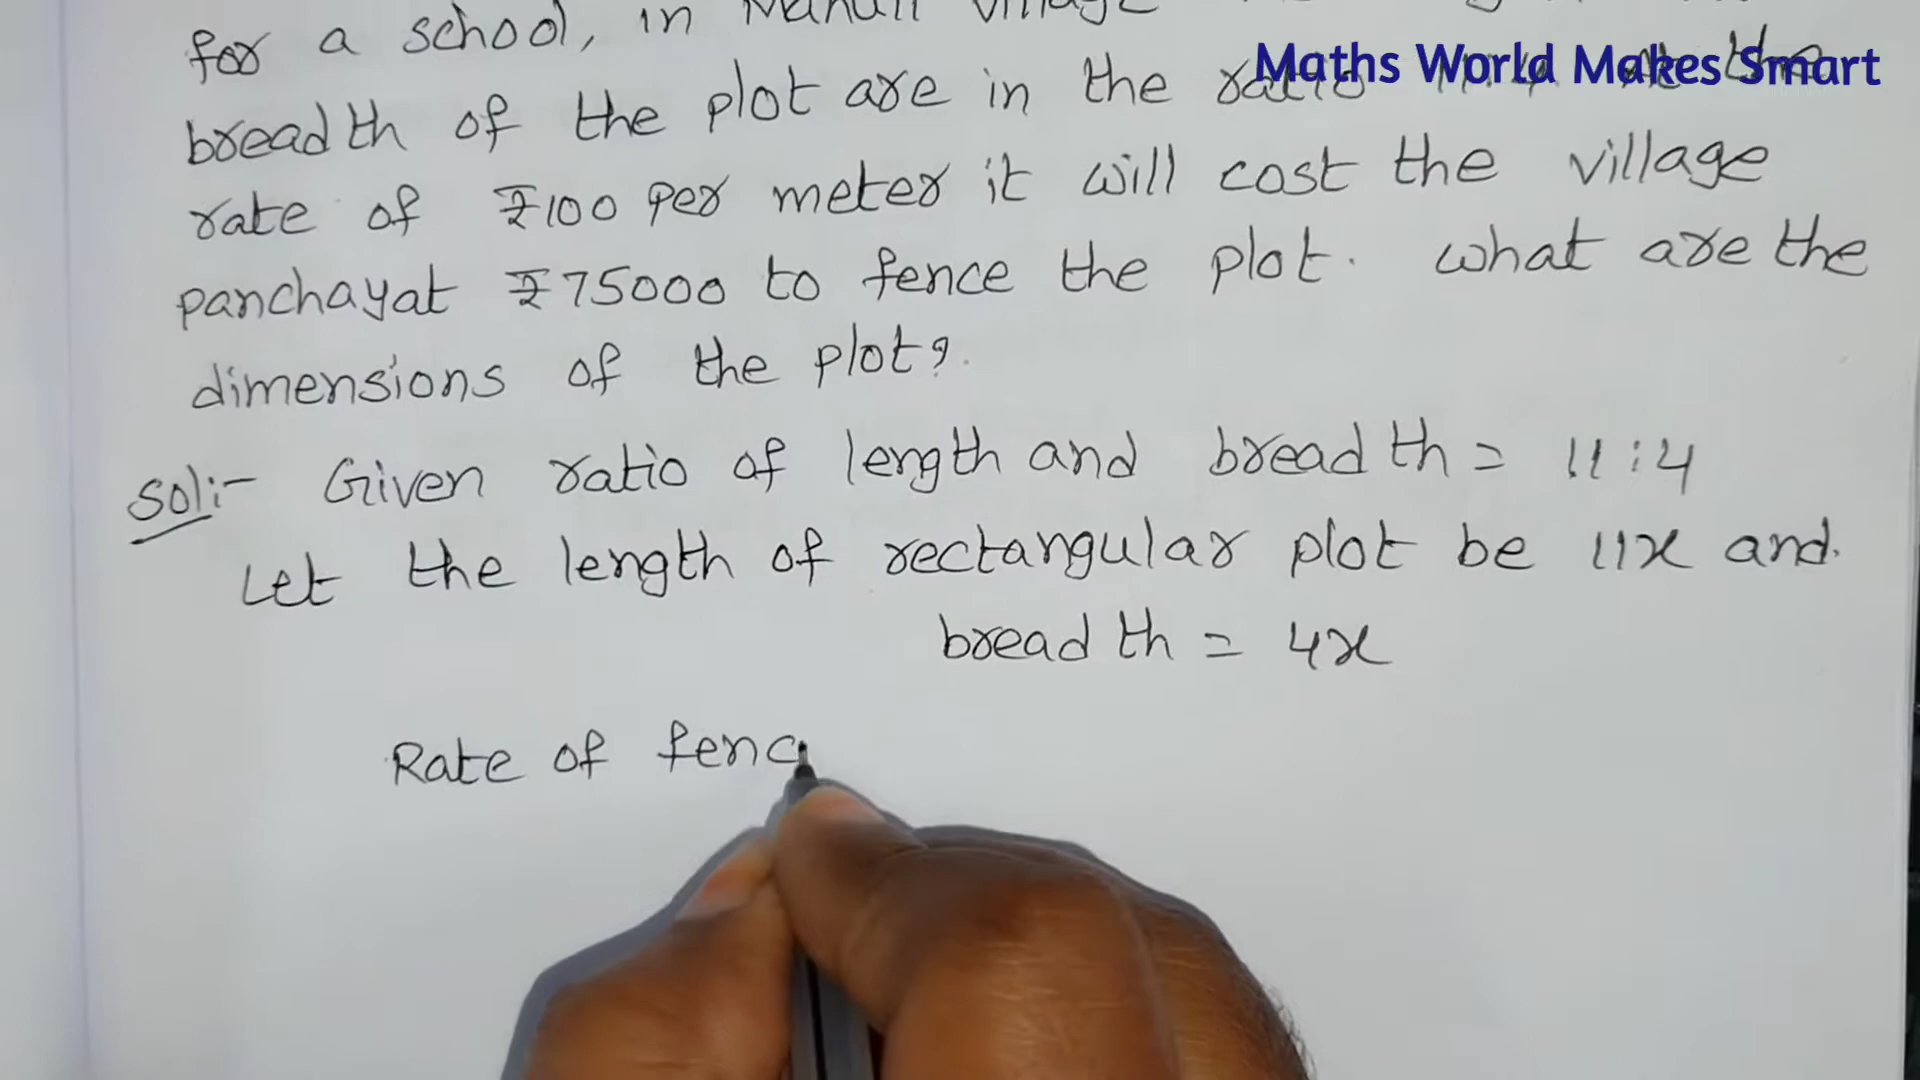 for a school, in
breadth of the plot are in the ratio
Maths World Makes Smart
rate of ₹100 per meter it will cost the village
panchayat ₹75000 to fence the plot. what are the
dimensions of the plot?
Sol:- Given ratio of length and breadth = 11:4
Let the length of rectangular plot be 11x and
breadth = 4x
Rate of fenc